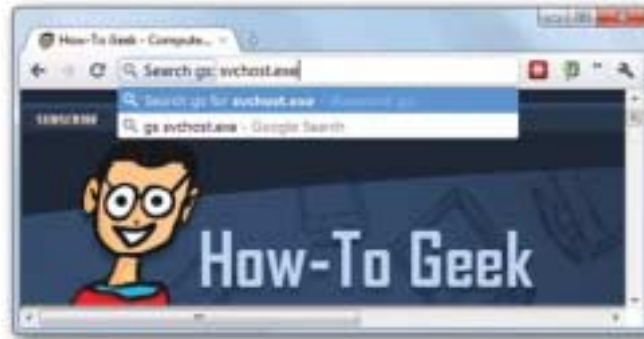 How-To Geek - Compute...
Search gs: svchost.exe
Search gs for svchost.exe -
gs svchost.exe - Google Search
SUBSCRIBE
How-To Geek